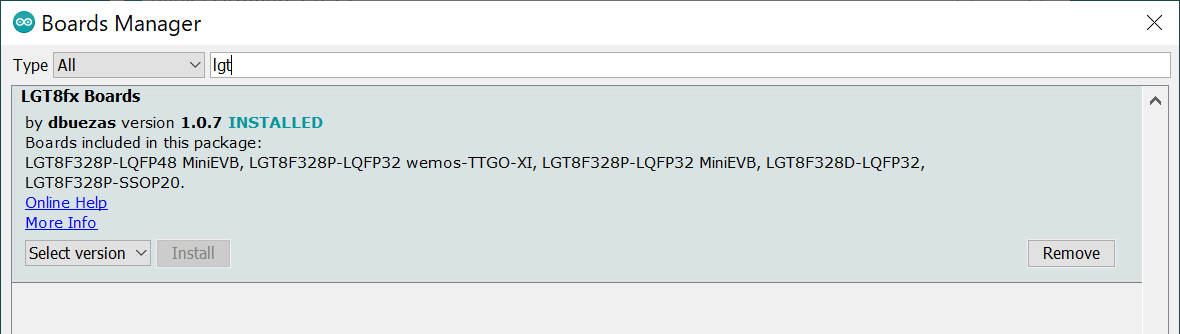 Boards Manager
Type All lgt
LGT8fx Boards
by dbuezas version 1.0.7 INSTALLED
Boards included in this package:
LGT8F328P-LQFP48 MiniEVB, LGT8F328P-LQFP32 wemos-TTGO-XI, LGT8F328P-LQFP32 MiniEVB, LGT8F328D-LQFP32,
LGT8F328P-SSOP20.
Online Help
More Info
Select version Install Remove